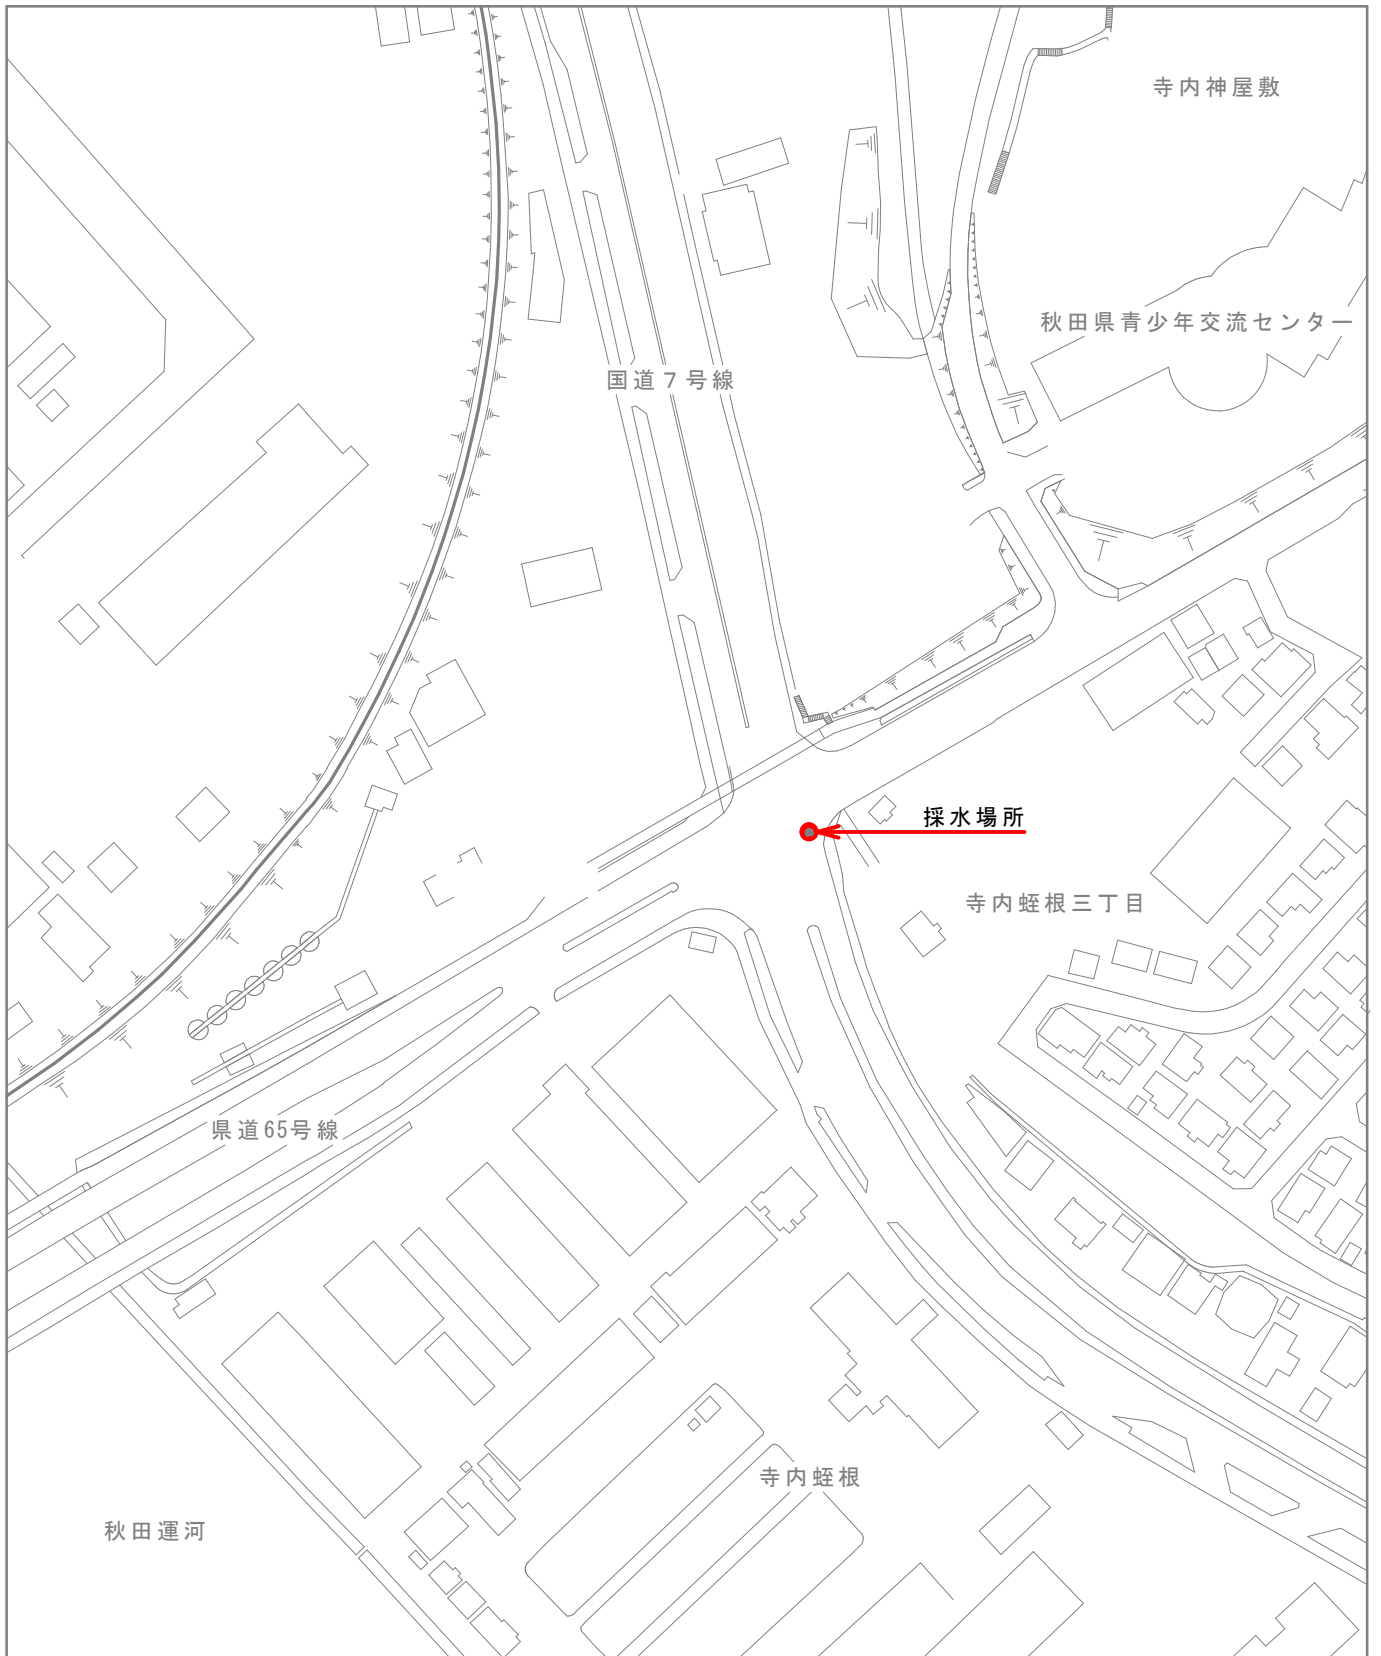 寺内神屋敷
秋田県青少年交流センター
国道７号線
採水場所
寺内蛭根三丁目
県道65号線
寺内蛭根
秋田運河